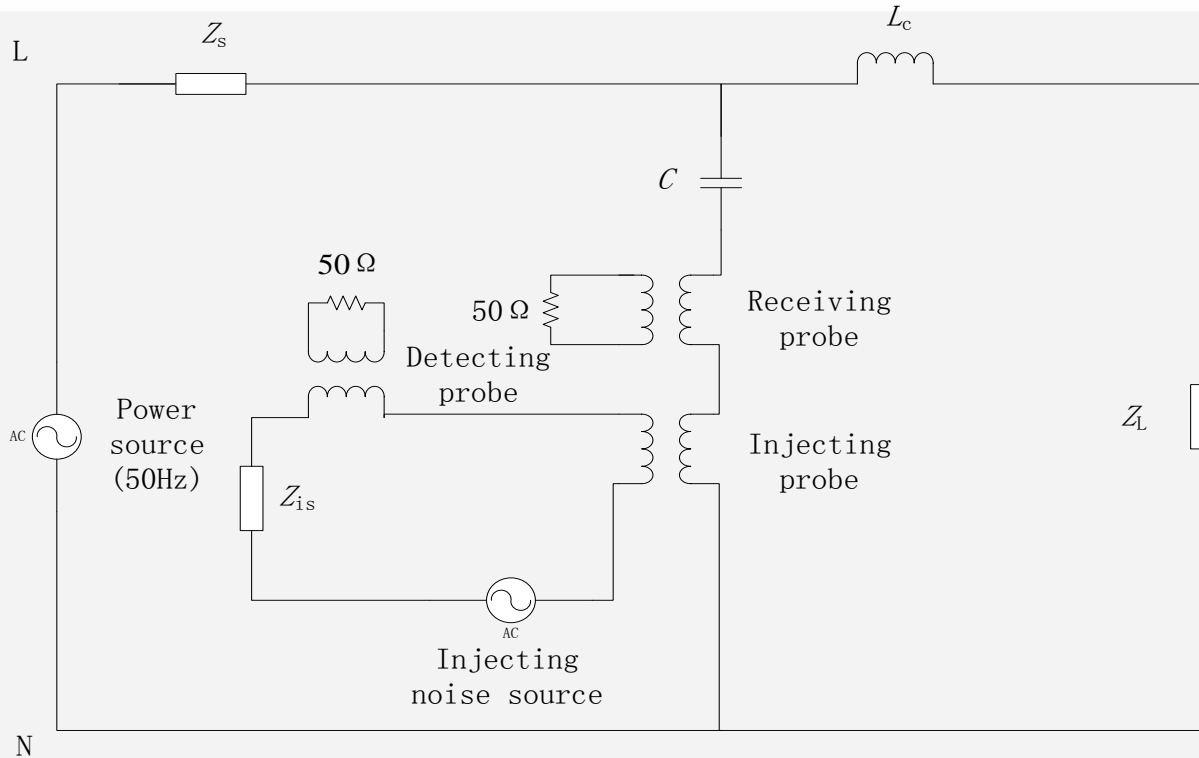 L
Zs
Lc
C
50Ω
50Ω
Receiving
probe
Detecting
probe
Power
source
(50Hz)
AC
Injecting
probe
ZL
Zis
AC
Injecting
noise source
N